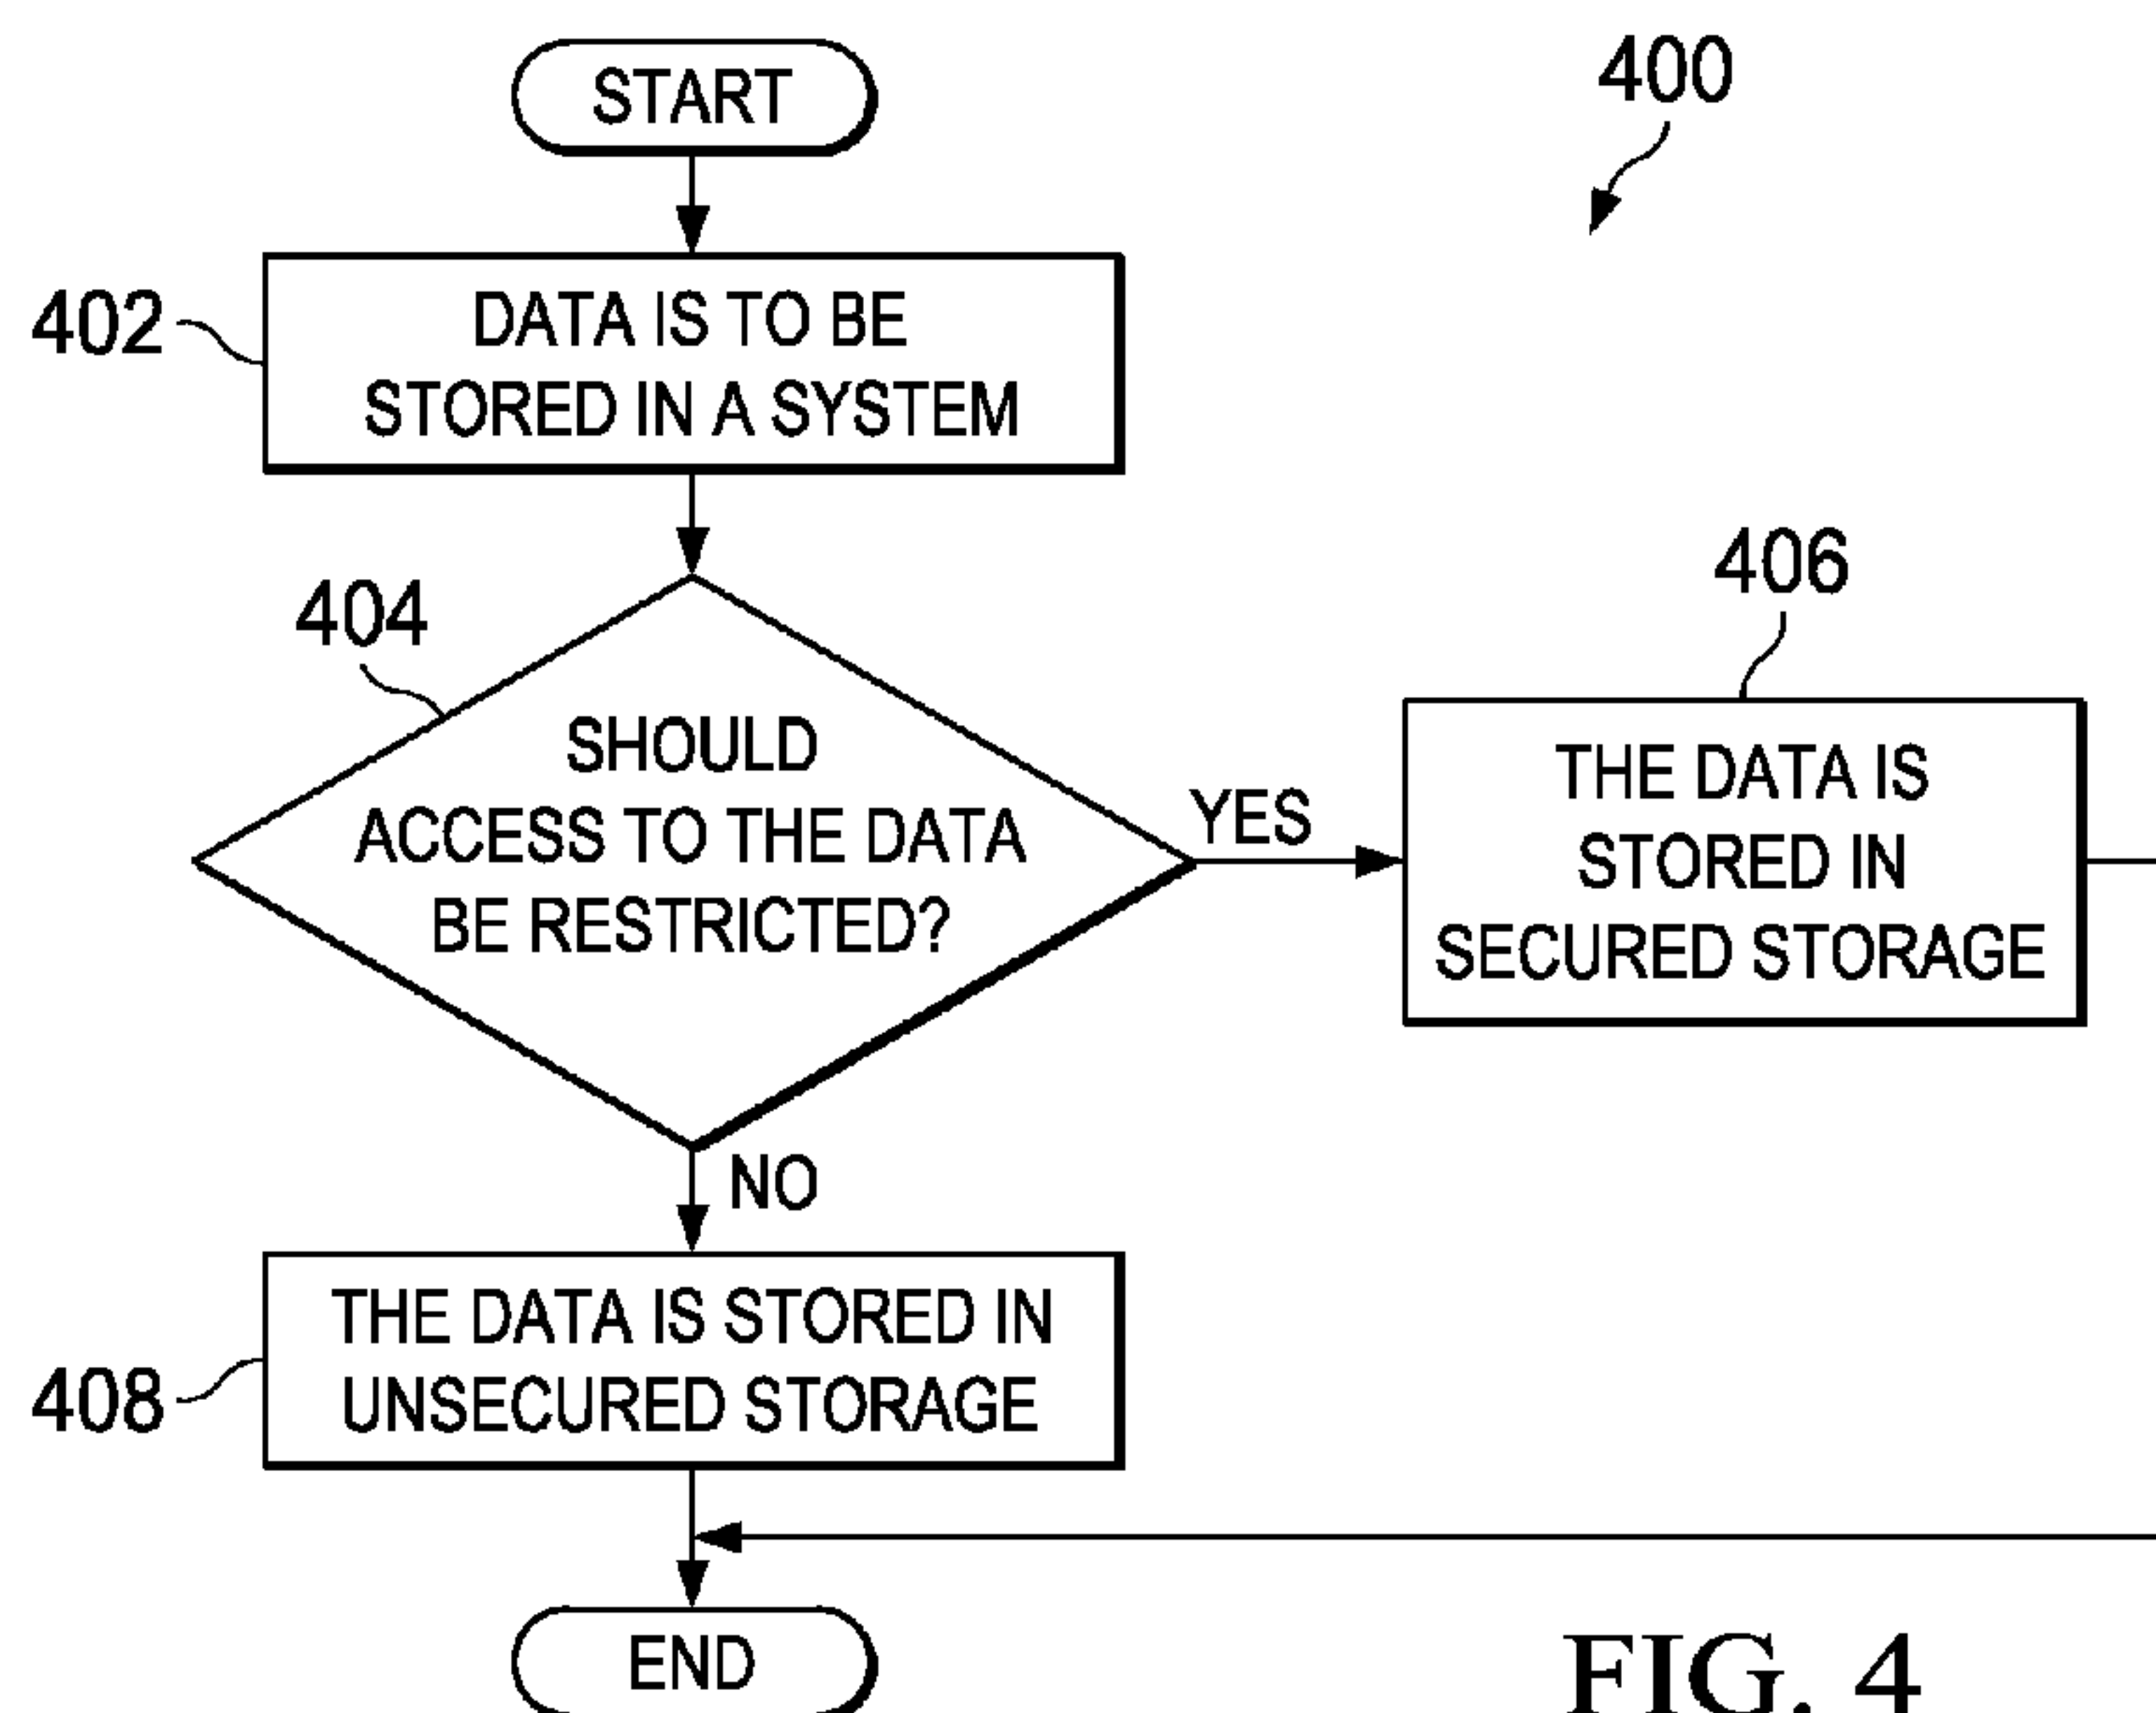 START
400
402
DATA IS TO BE
STORED IN A SYSTEM
404
SHOULD
ACCESS TO THE DATA
BE RESTRICTED?
YES
406
THE DATA IS
STORED IN
SECURED STORAGE
NO
408
THE DATA IS STORED IN
UNSECURED STORAGE
END
FIG. 4